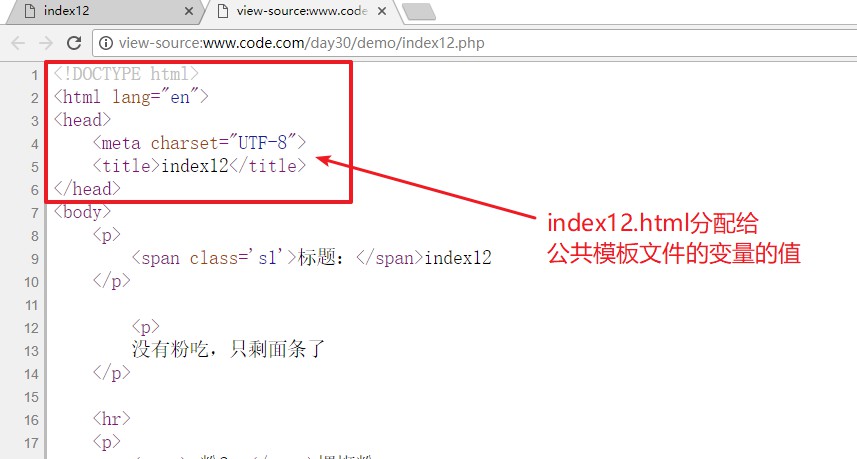 index12
view-source:www.code
view-source:www.code.com/day30/demo/index12.php
1 <!DOCTYPE html>
2 <html lang="en">
3 <head>
4 <meta charset="UTF-8">
5 <title>index12</title>
6 </head>
7 <body>
8 <p>
9 <span class='sl'>标题：</span>index12
10 </p>
11
12 <p>
13 没有粉吃，只剩面条了
14 </p>
15
16 <hr>
17 <p>
index12.html分配给
公共模板文件的变量的值